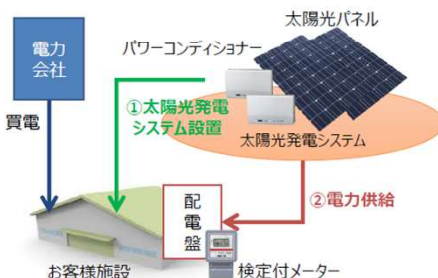 電力
会社
太陽光パネル
パワーコンディショナー
①太陽光発電
システム設置
太陽光発電システム
買電
②電力供給
配
電
盤
お客様施設
検定付メーター